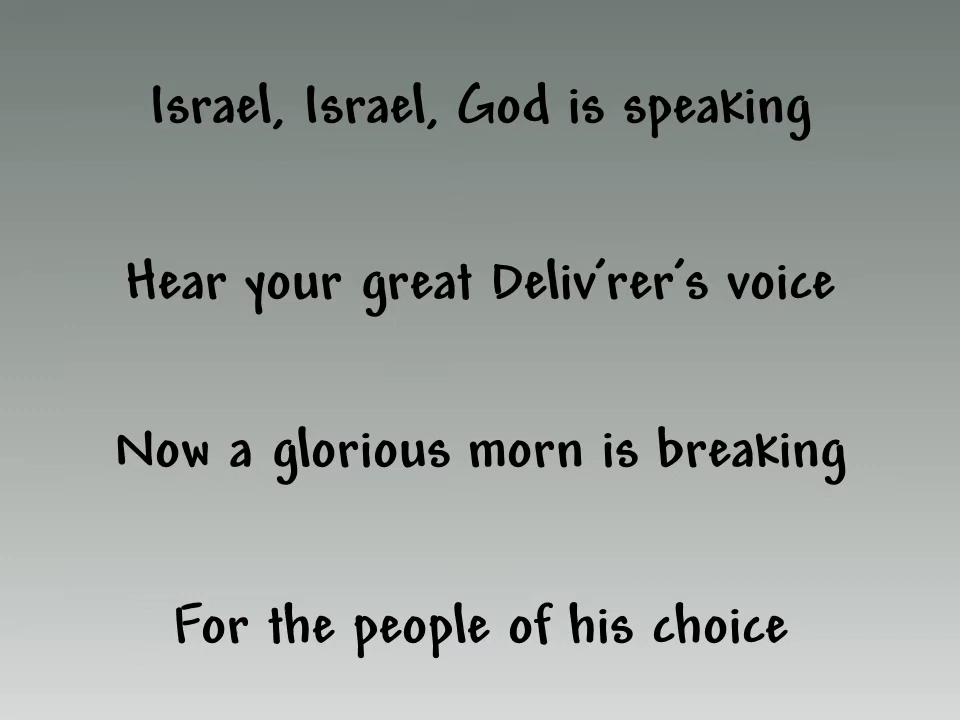 Israel, Israel, God is speaking
Hear your great Deliv'rer's voice
Now a glorious morn is breaking
For the people of his choice